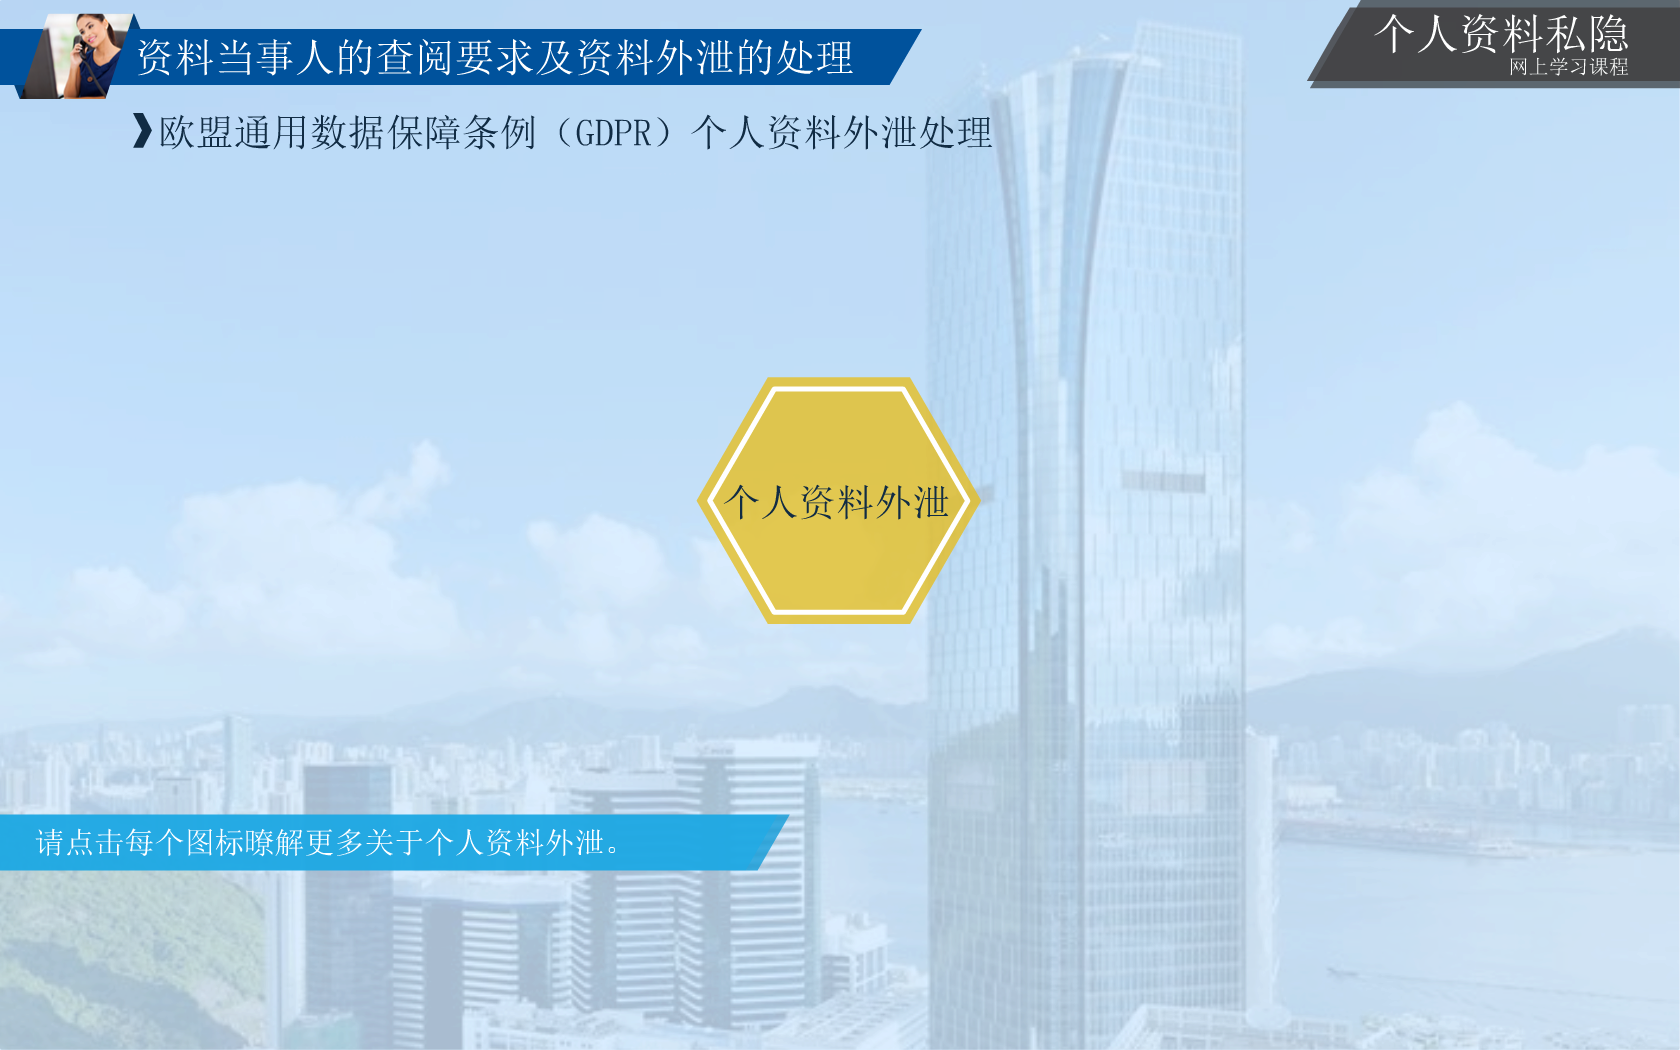 资料当事人的查阅要求及资料外泄的处理
个人资料私隐
网上学习课程
欧盟通用数据保障条例（GDPR）个人资料外泄处理
个人资料外泄
请点击每个图标嘹解更多关于个人资料外泄。